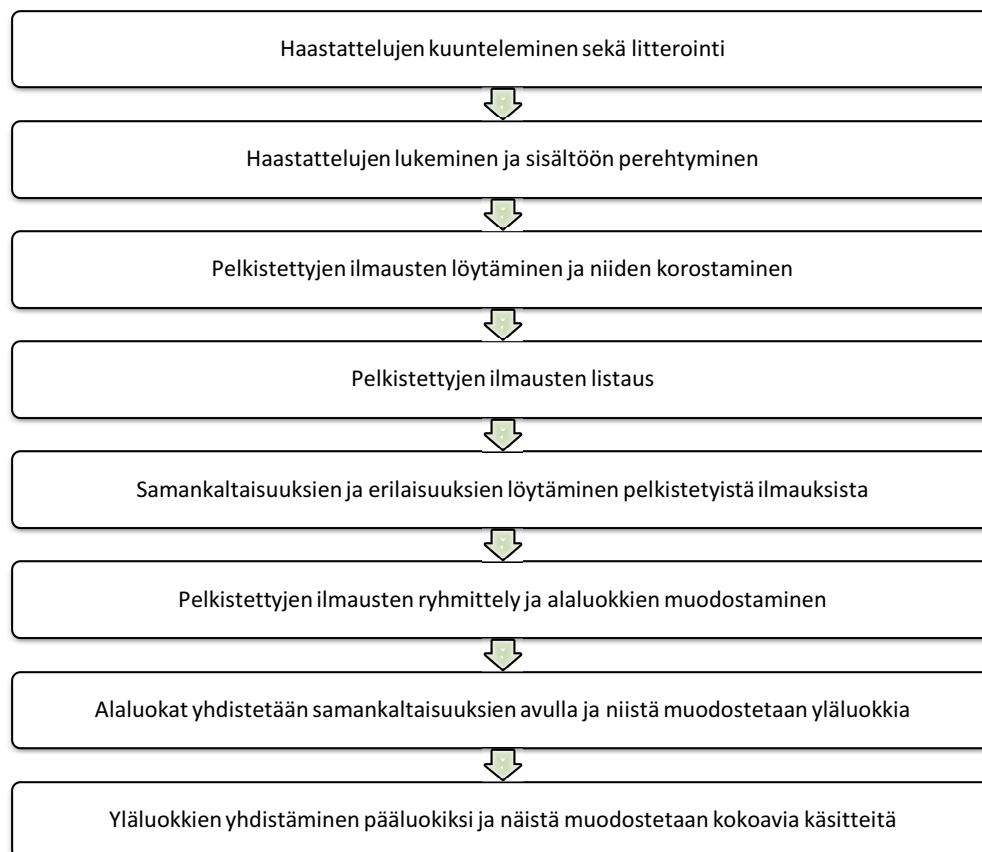 Haastattelujen kuunteleminen sekä litterointi
Haastattelujen lukeminen ja sisältöön perehtyminen
Pelkistettyjen ilmausten löytäminen ja niiden korostaminen
Pelkistettyjen ilmausten listaus
Samankaltaisuuksien ja erilaisuuksien löytäminen pelkistetyistä ilmauksista
Pelkistettyjen ilmausten ryhmittely ja alaluokkien muodostaminen
Alaluokat yhdistetään samankaltaisuuksien avulla ja niistä muodostetaan yläluokkia
Yläluokkien yhdistäminen pääluokiksi ja näistä muodostetaan kokoavia käsitteitä